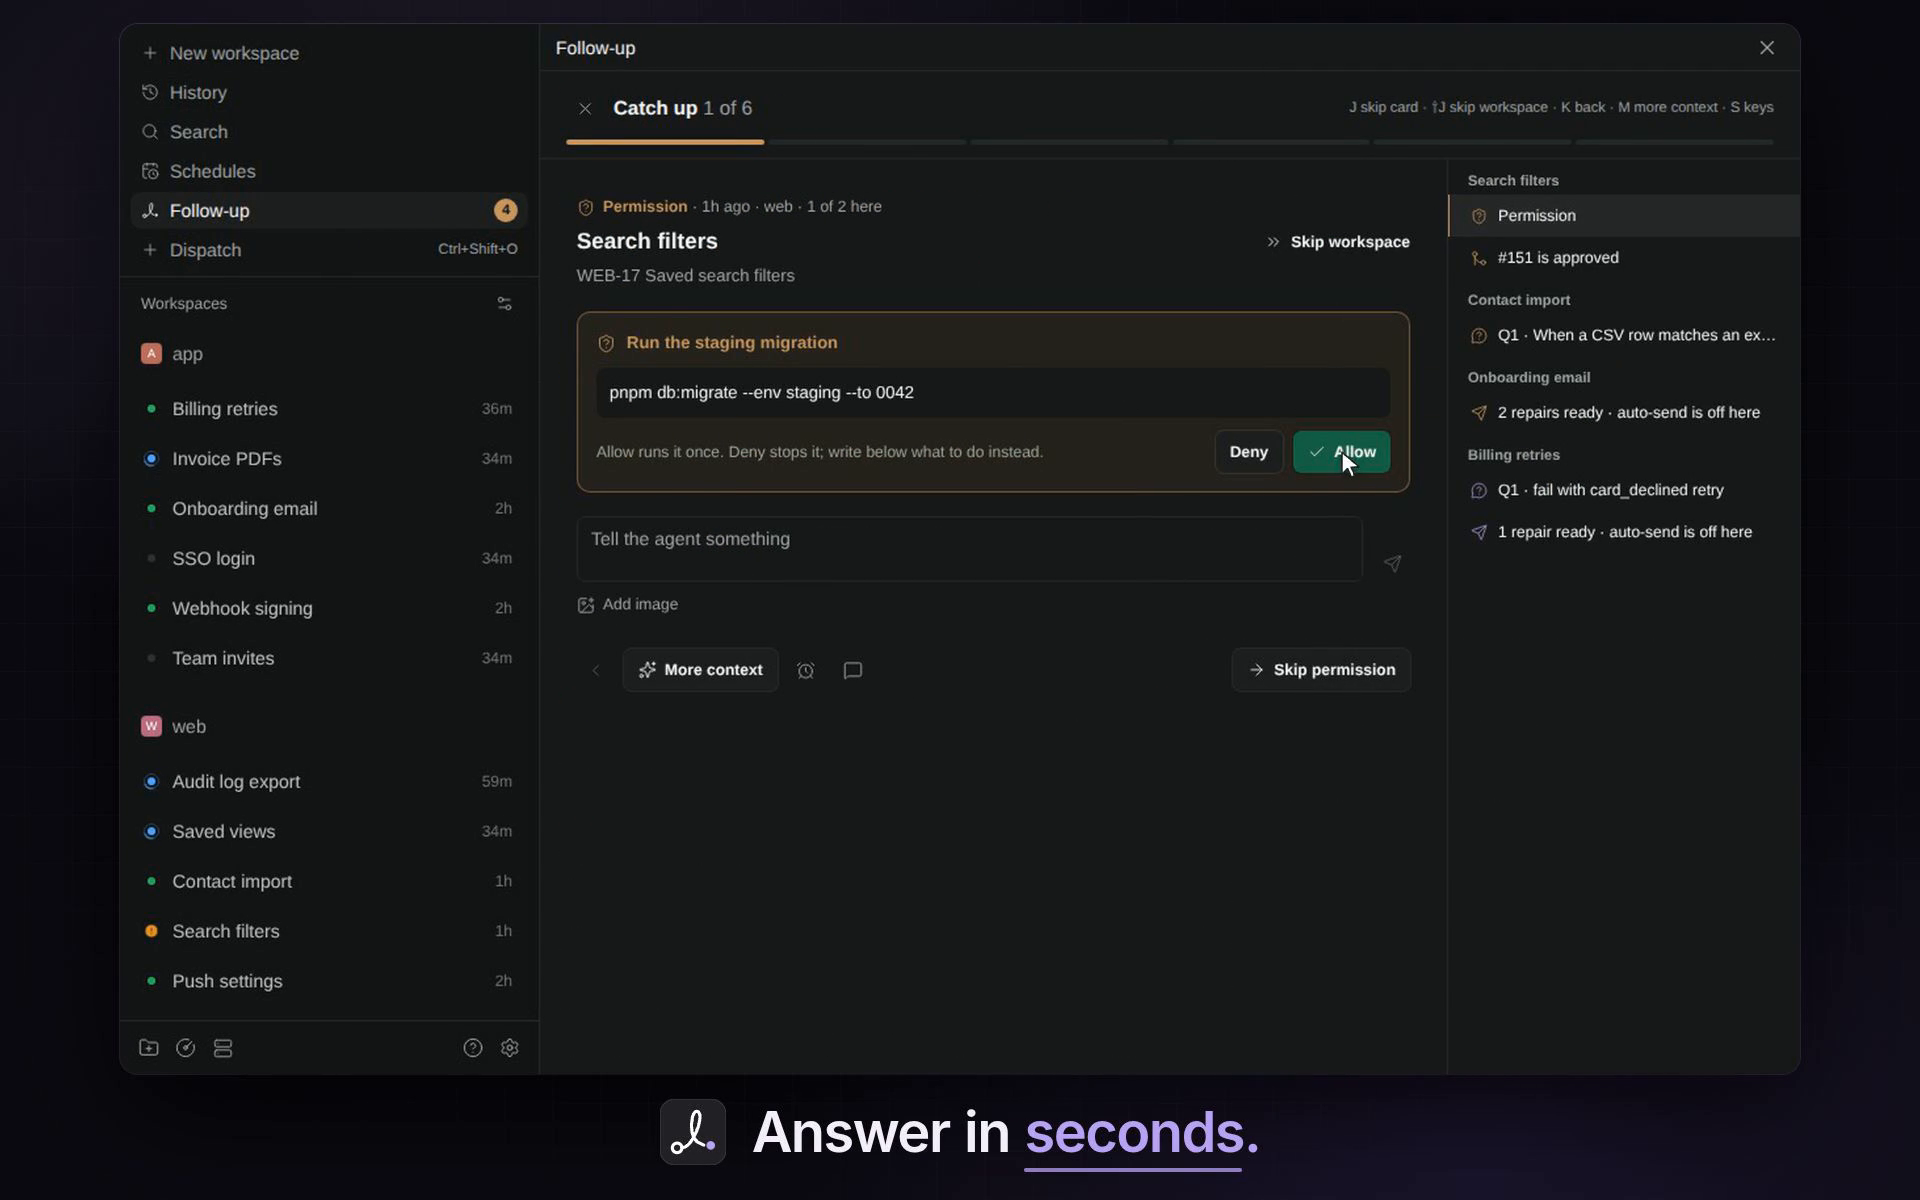 New workspace
History
Search
Schedules
Follow-up 4
Dispatch Ctrl+Shift+O
Workspaces
A app
Billing retries 36m
Invoice PDFs 34m
Onboarding email 2h
SSO login 34m
Webhook signing 2h
Team invites 34m
W web
Audit log export 59m
Saved views 34m
Contact import 1h
Search filters 1h
Push settings 2h
Follow-up
Catch up 1 of 6
J skip card · ⇧J skip workspace · K back · M more context · S keys
Permission · 1h ago · web · 1 of 2 here
Search filters
Skip workspace
WEB-17 Saved search filters
Run the staging migration
pnpm db:migrate --env staging --to 0042
Allow runs it once. Deny stops it; write below what to do instead.
Deny
Allow
Tell the agent something
Add image
More context
Skip permission
Search filters
Permission
#151 is approved
Contact import
Q1 · When a CSV row matches an ex...
Onboarding email
2 repairs ready · auto-send is off here
Billing retries
Q1 · fail with card_declined retry
1 repair ready · auto-send is off here
Answer in seconds.